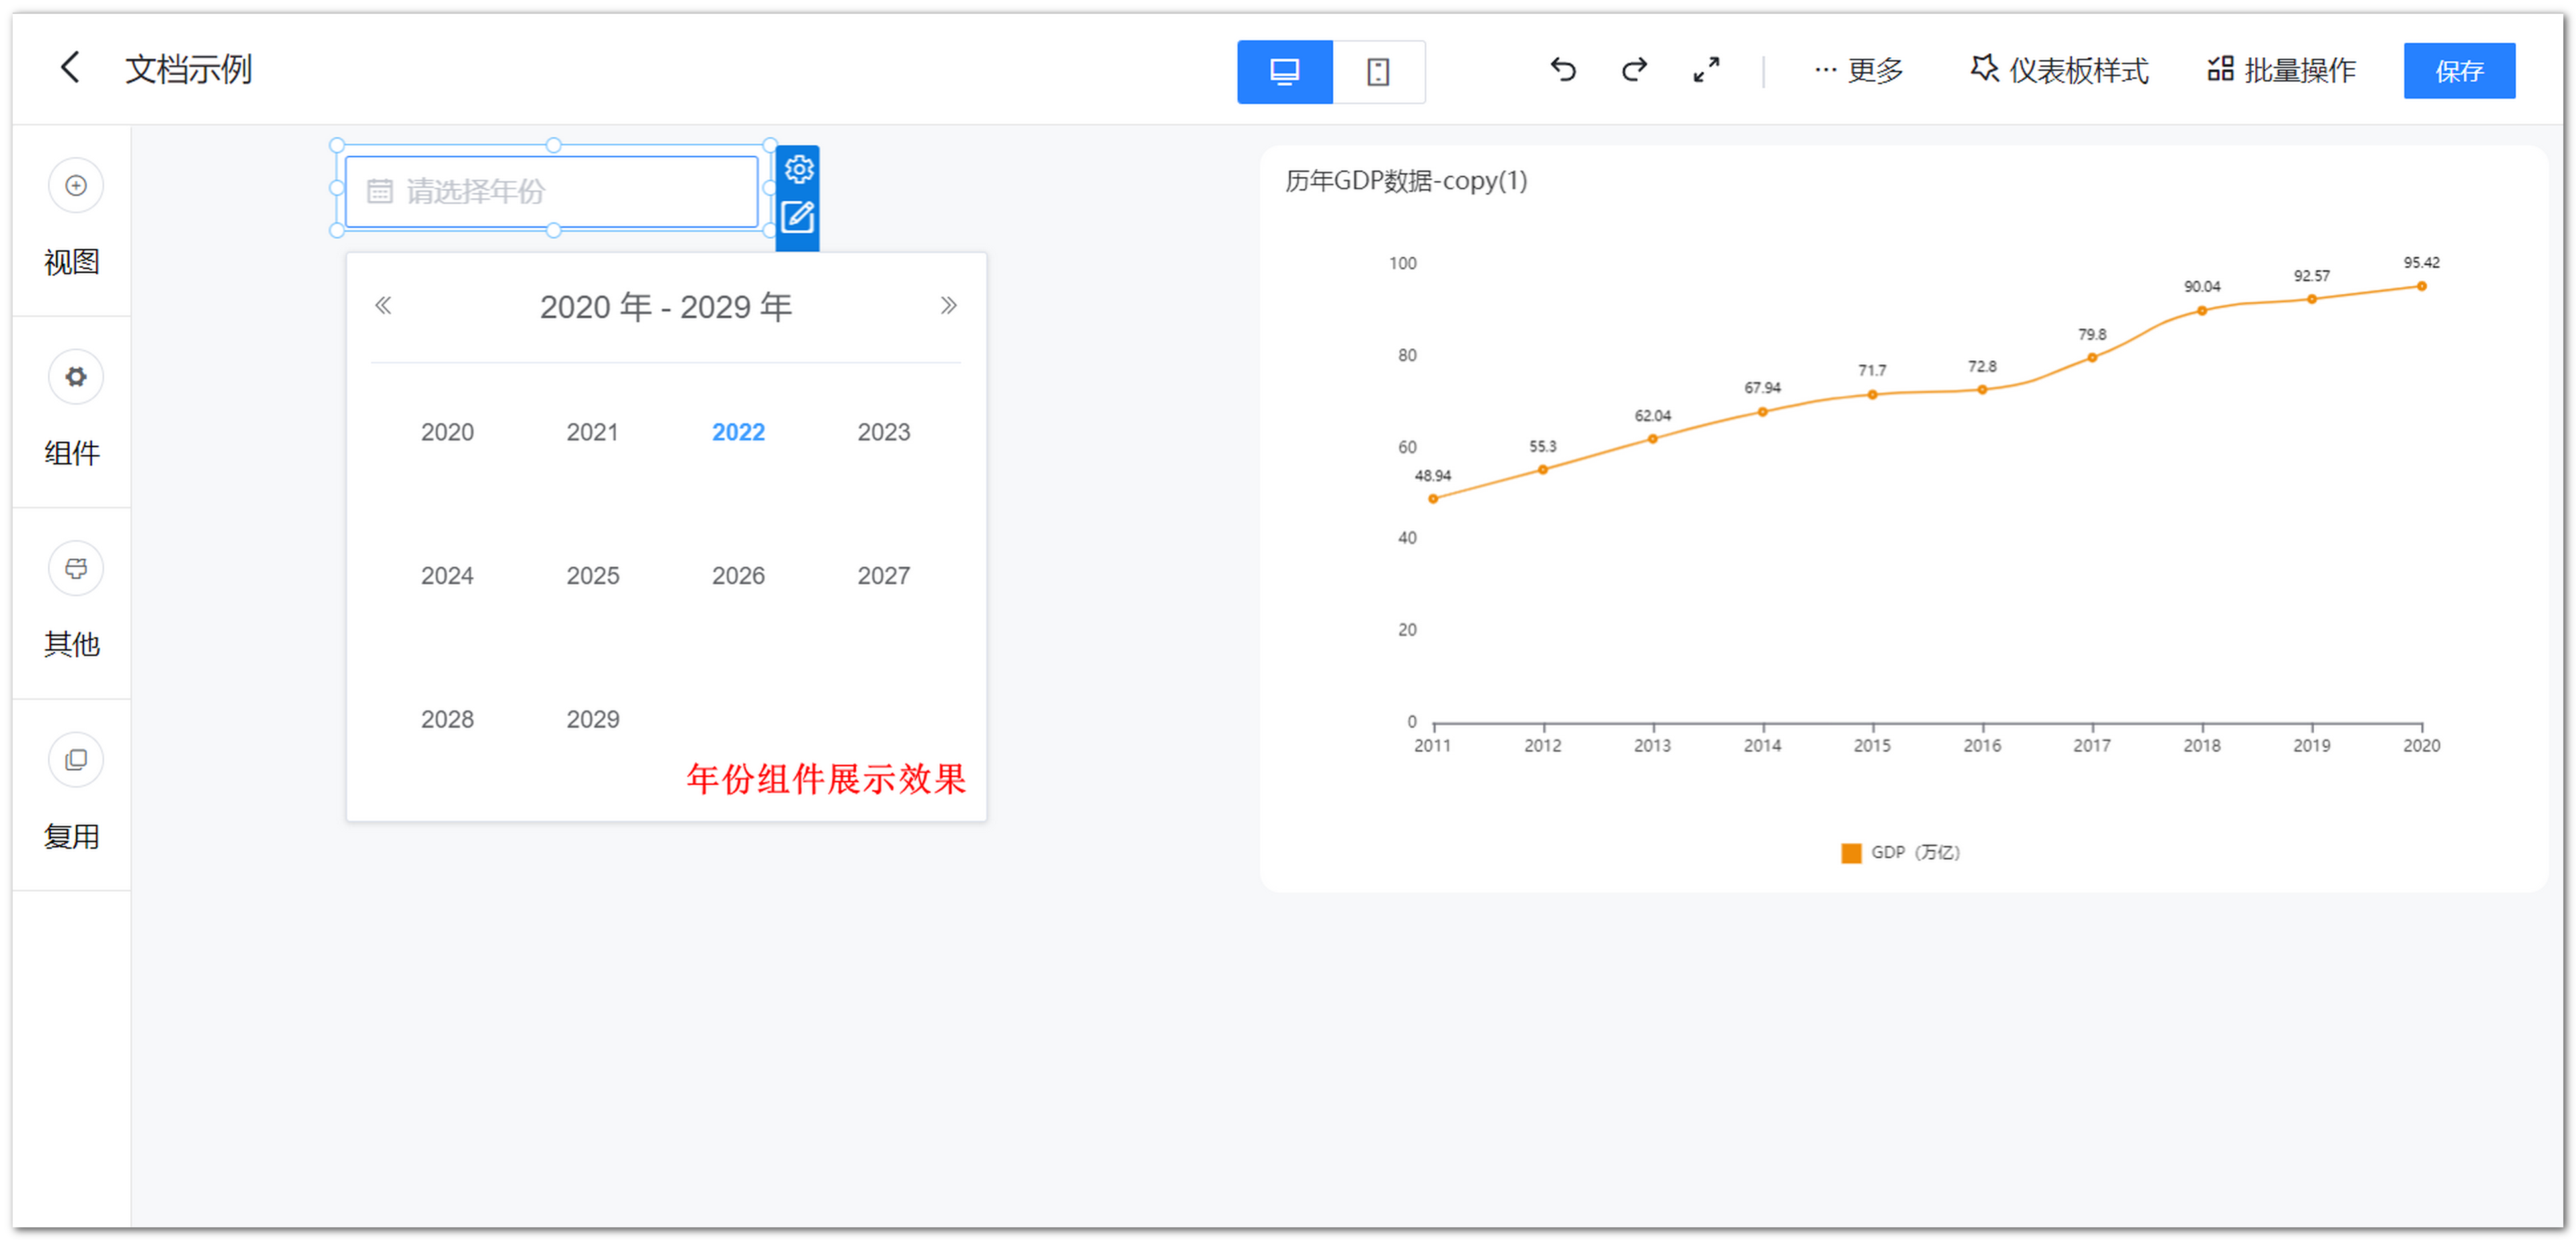 文档示例
··· 更多
仪表板样式
批量操作
保存
视图
组件
其他
复用
请选择年份
2020 年 - 2029 年
2020 2021 2022 2023
2024 2025 2026 2027
2028 2029
年份组件展示效果
历年GDP数据-copy(1)
100
80
60
40
20
0
48.94
55.3
62.04
67.94
71.7
72.8
79.8
90.04
92.57
95.42
2011 2012 2013 2014 2015 2016 2017 2018 2019 2020
GDP（万亿）